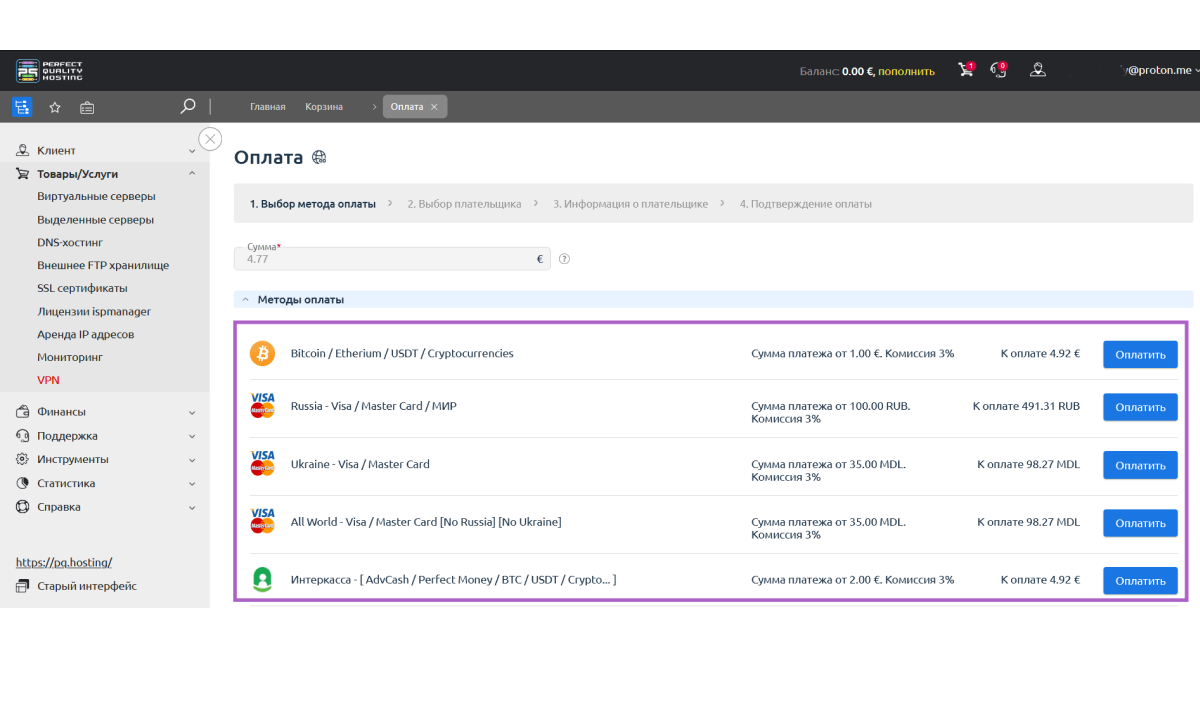 PERFECT
QUALITY
HOSTING
Баланс: 0.00 €, пополнить
1
0
y@proton.me
Главная Корзина Оплата
Оплата
Клиент
Товары/Услуги
Виртуальные серверы
Выделенные серверы
DNS-хостинг
Внешнее FTP хранилище
SSL сертификаты
Лицензии ispmanager
Аренда IP адресов
Мониторинг
VPN
Финансы
Поддержка
Инструменты
Статистика
Справка
https://pq.hosting/
Старый интерфейс
1. Выбор метода оплаты 2. Выбор плательщика 3. Информация о плательщике 4. Подтверждение оплаты
Сумма*
4.77 €
Методы оплаты
Bitcoin / Etherium / USDT / Cryptocurrencies Сумма платежа от 1.00 €. Комиссия 3% К оплате 4.92 € Оплатить
VISA
MasterCard
Russia - Visa / Master Card / МИР Сумма платежа от 100.00 RUB. К оплате 491.31 RUB Оплатить
Комиссия 3%
VISA
MasterCard
Ukraine - Visa / Master Card Сумма платежа от 35.00 MDL. К оплате 98.27 MDL Оплатить
Комиссия 3%
VISA
MasterCard
All World - Visa / Master Card [No Russia] [No Ukraine] Сумма платежа от 35.00 MDL. К оплате 98.27 MDL Оплатить
Комиссия 3%
Интеркасса - [ AdvCash / Perfect Money / BTC / USDT / Crypto... ] Сумма платежа от 2.00 €. Комиссия 3% К оплате 4.92 € Оплатить